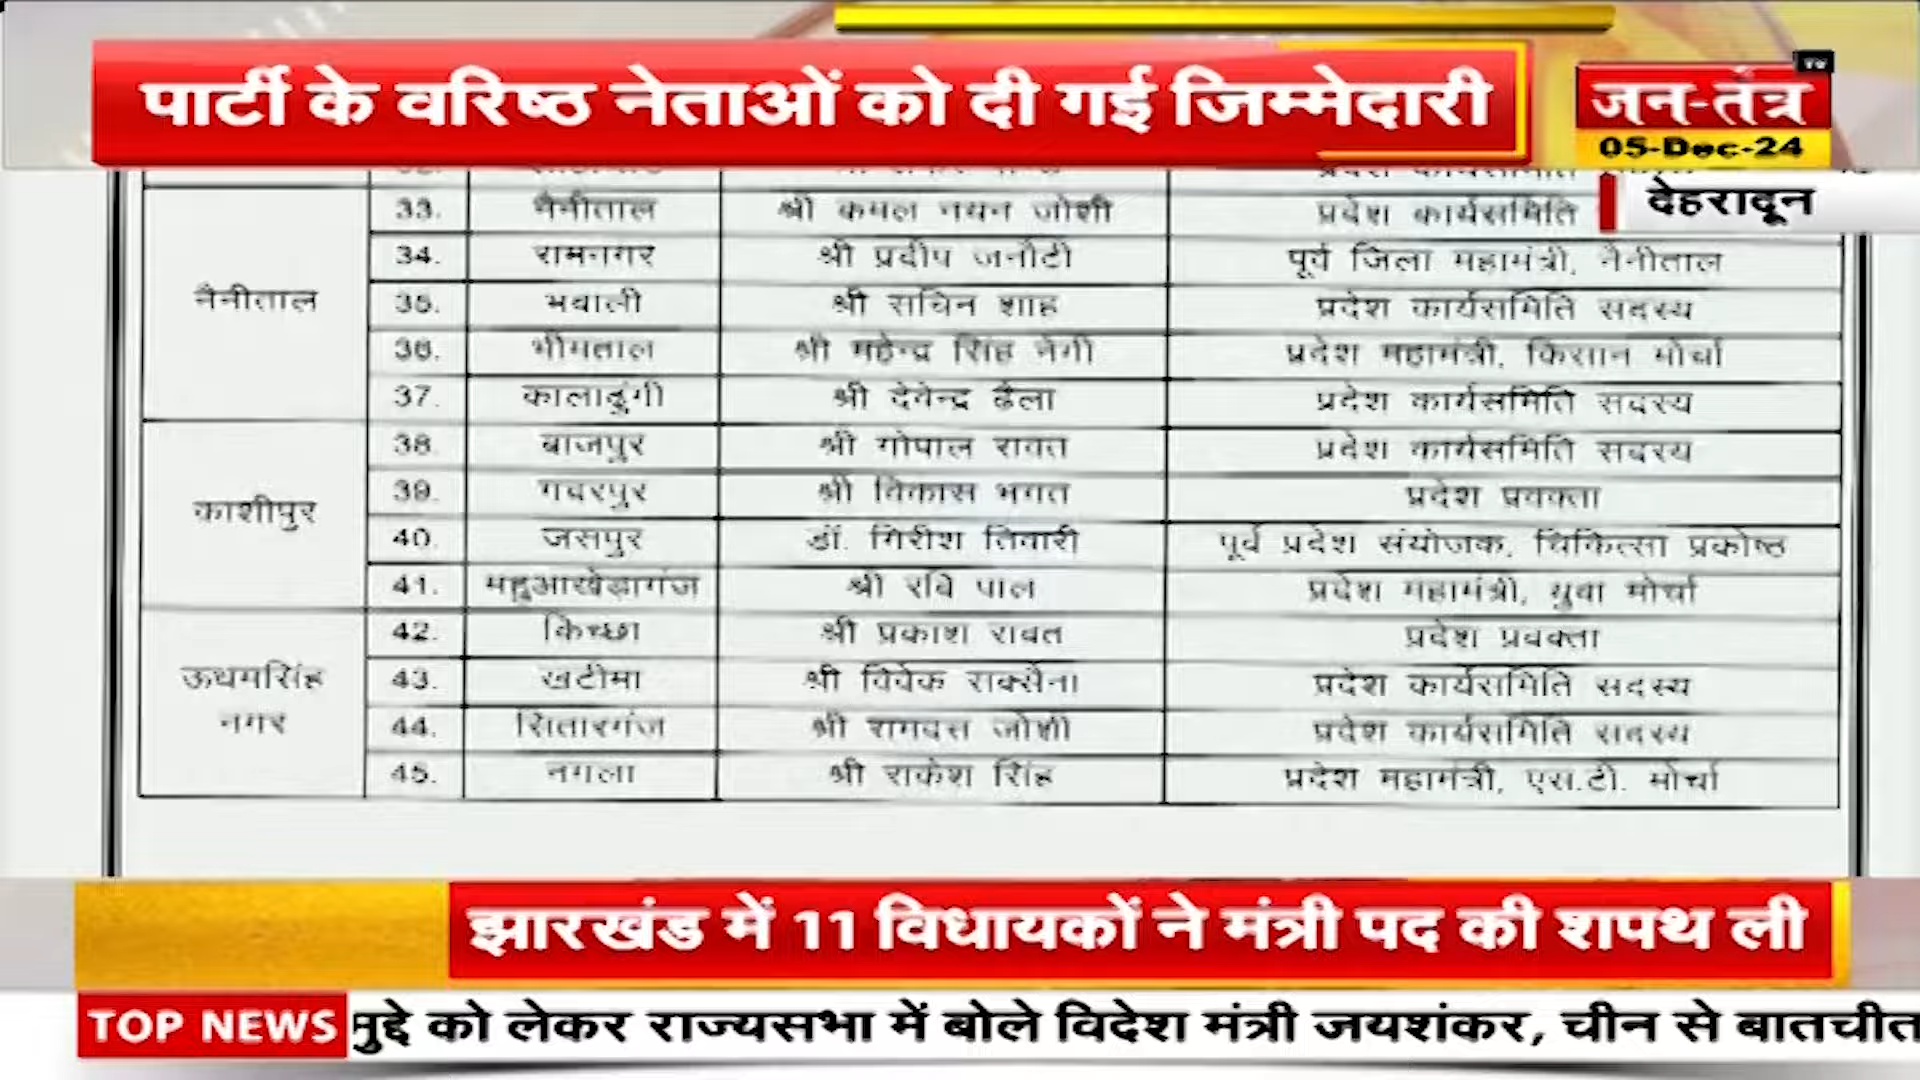 पार्टी के वरिष्ठ नेताओं को दी गई जिम्मेदारी
TV
जन-तंत्र
05-Dec-24
देहरादून
नैनीताल
33. नैनीताल श्री कमल नयन जोशी प्रदेश कार्यसमिति
34. रामनगर श्री प्रदीप जनौटी पूर्व जिला महामंत्री, नैनीताल
35. भवाली श्री सचिन शाह प्रदेश कार्यसमिति सदस्य
36. भीमताल श्री महेन्द्र सिंह नेगी प्रदेश महामंत्री, किसान मोर्चा
37. कालाढुंगी श्री देवेन्द्र ढैला प्रदेश कार्यसमिति सदस्य
काशीपुर
38. बाजपुर श्री गोपाल रावत प्रदेश कार्यसमिति सदस्य
39. गदरपुर श्री विकास भगत प्रदेश प्रवक्ता
40. जसपुर डॉ. गिरीश तिवारी पूर्व प्रदेश संयोजक, चिकित्सा प्रकोष्ठ
41. महुआखेड़ागंज श्री रवि पाल प्रदेश महामंत्री, युवा मोर्चा
ऊधमसिंह
नगर
42. किच्छा श्री प्रकाश रावत प्रदेश प्रवक्ता
43. खटीमा श्री विवेक सक्सैना प्रदेश कार्यसमिति सदस्य
44. सितारगंज श्री रामदत्त जोशी प्रदेश कार्यसमिति सदस्य
45. नगला श्री राकेश सिंह प्रदेश महामंत्री, एस.टी. मोर्चा
झारखंड में 11 विधायकों ने मंत्री पद की शपथ ली
TOP NEWS मुद्दे को लेकर राज्यसभा में बोले विदेश मंत्री जयशंकर, चीन से बातचीत